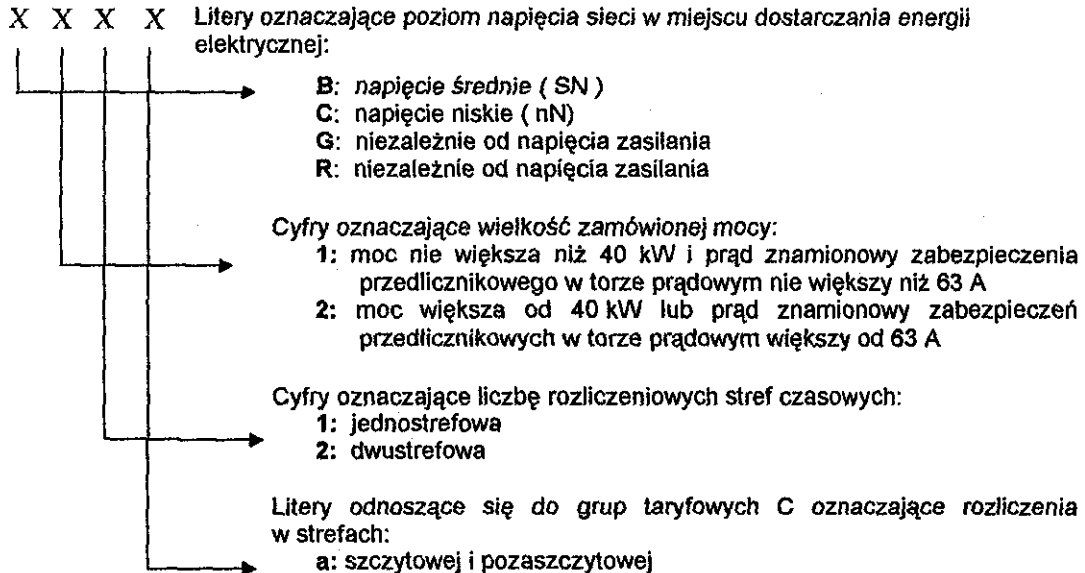 X X X X Litery oznaczające poziom napięcia sieci w miejscu dostarczania energii
elektrycznej:
B: napięcie średnie ( SN )
C: napięcie niskie ( nN)
G: niezależnie od napięcia zasilania
R: niezależnie od napięcia zasilania
Cyfry oznaczające wielkość zamówionej mocy:
1: moc nie większa niż 40 kW i prąd znamionowy zabezpieczenia
przedlicznikowego w torze prądowym nie większy niż 63 A
2: moc większa od 40 kW lub prąd znamionowy zabezpieczeń
przedlicznikowych w torze prądowym większy od 63 A
Cyfry oznaczające liczbę rozliczeniowych stref czasowych:
1: jednostrefowa
2: dwustrefowa
Litery odnoszące się do grup taryfowych C oznaczające rozliczenia
w strefach:
a: szczytowej i pozaszczytowej